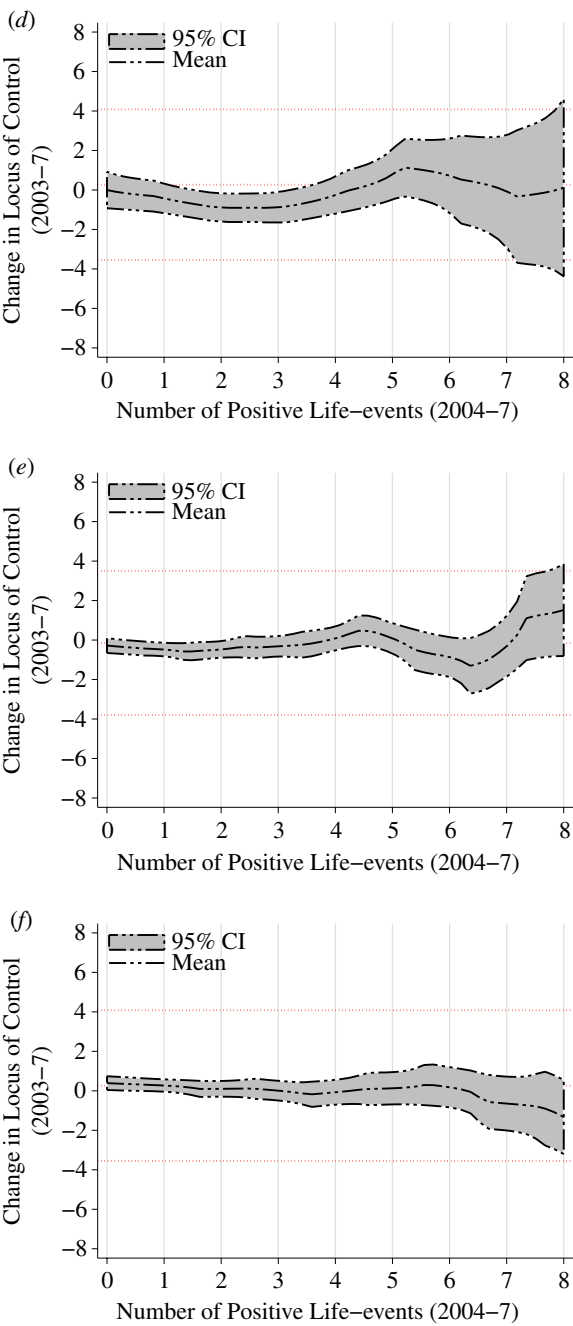 (d)
95% CI
Mean
8
6
4
2
0
−2
−4
−6
−8
Change in Locus of Control
(2003−7)
0 1 2 3 4 5 6 7 8
Number of Positive Life−events (2004−7)
(e)
95% CI
Mean
8
6
4
2
0
−2
−4
−6
−8
Change in Locus of Control
(2003−7)
0 1 2 3 4 5 6 7 8
Number of Positive Life−events (2004−7)
(f)
95% CI
Mean
8
6
4
2
0
−2
−4
−6
−8
Change in Locus of Control
(2003−7)
0 1 2 3 4 5 6 7 8
Number of Positive Life−events (2004−7)